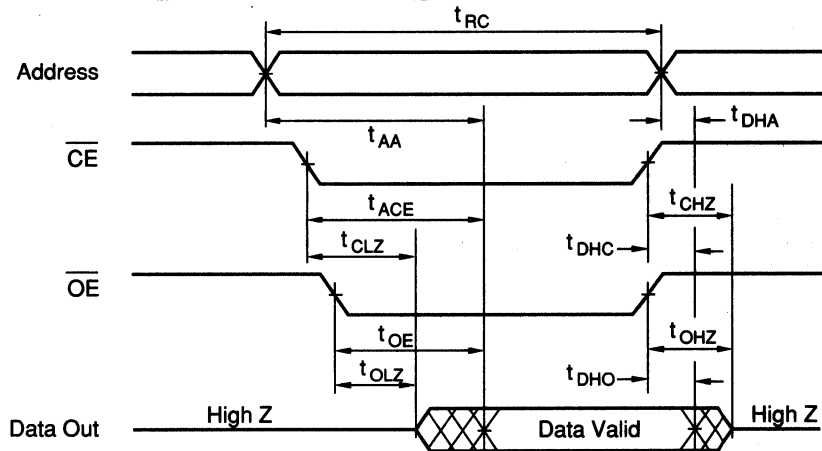 tRC
Address
tAA
tDHA
CE
tACE
tCHZ
tCLZ
tDHC
OE
tOE
tOHZ
tOLZ
tDHO
Data Out
High Z
Data Valid
High Z